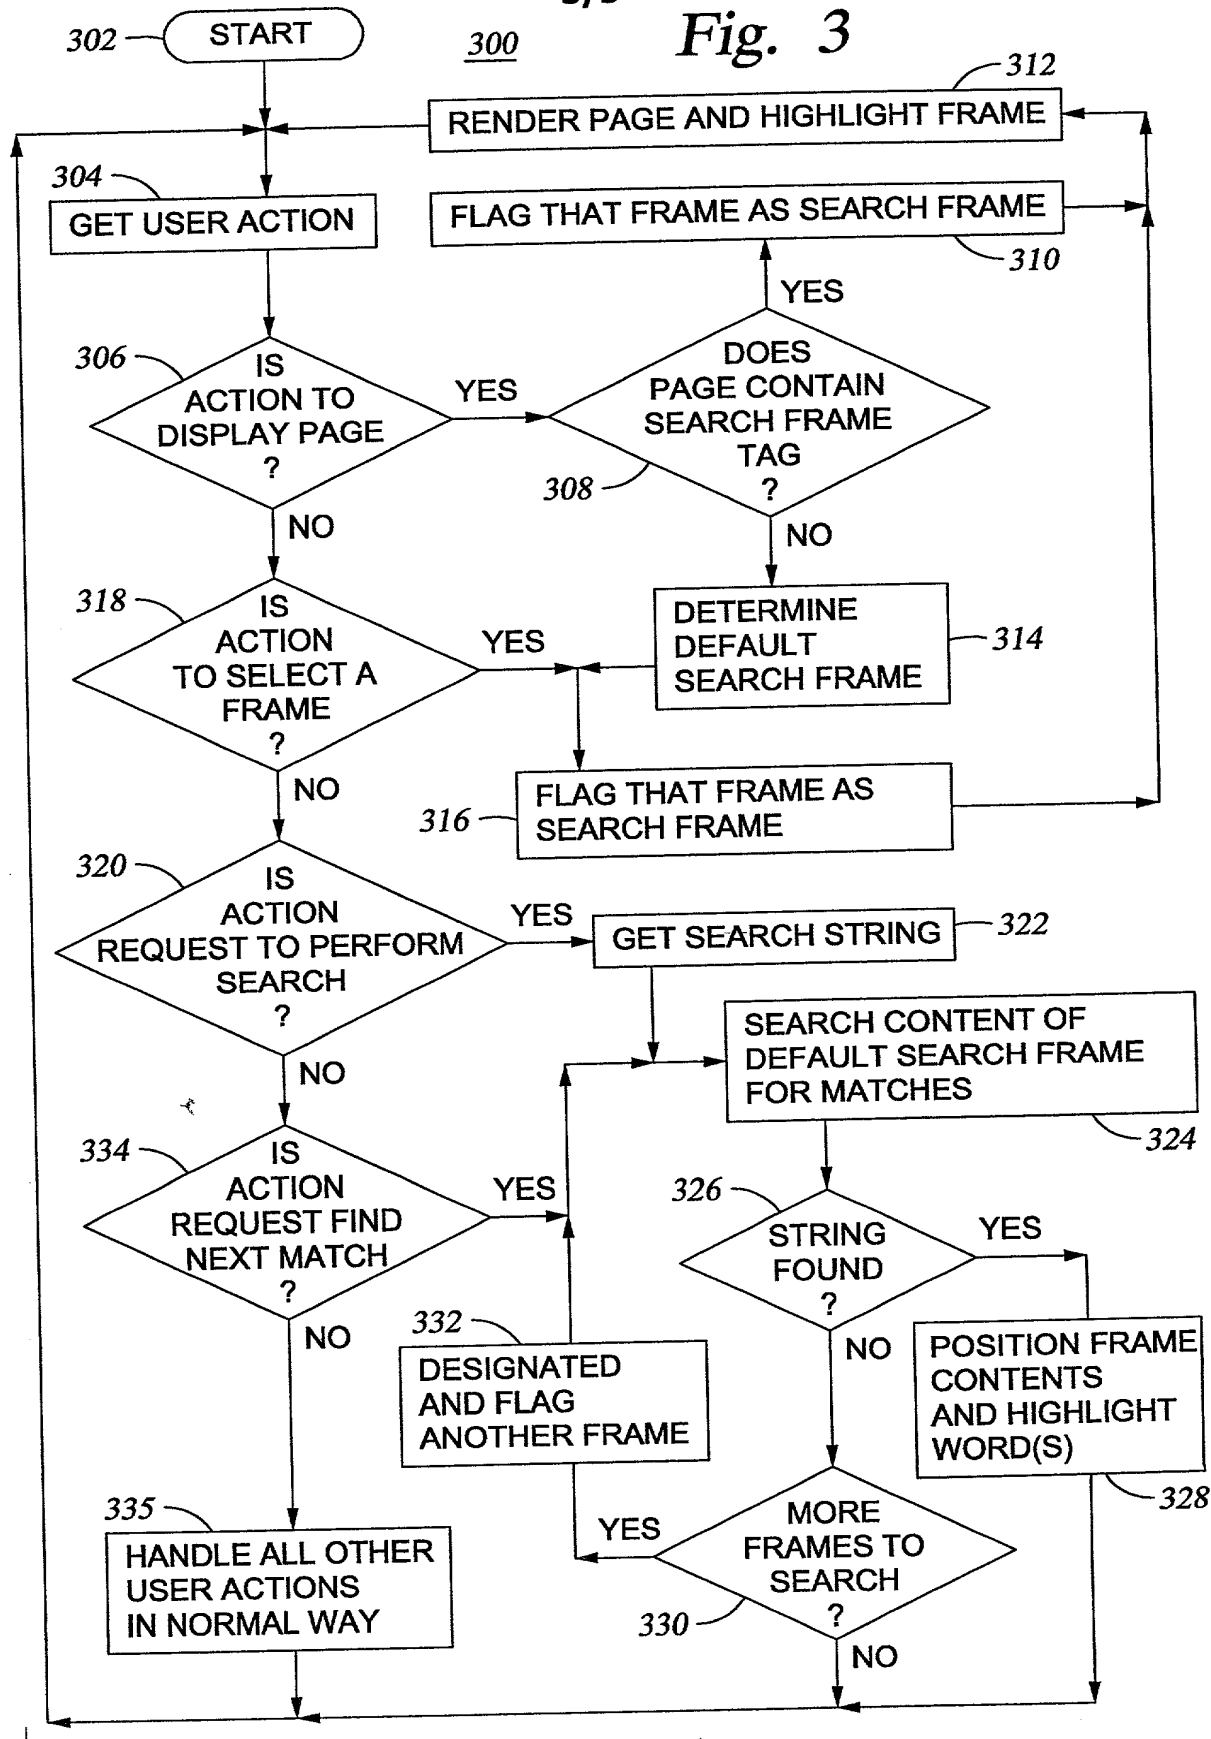 Fig. 3
300
302
START
312
RENDER PAGE AND HIGHLIGHT FRAME
304
GET USER ACTION
FLAG THAT FRAME AS SEARCH FRAME
310
YES
306
IS
ACTION TO
DISPLAY PAGE
?
YES
DOES
PAGE CONTAIN
SEARCH FRAME
TAG
?
308
NO
NO
318
IS
ACTION
TO SELECT A
FRAME
?
YES
DETERMINE
DEFAULT
SEARCH FRAME
314
NO
FLAG THAT FRAME AS
SEARCH FRAME
316
320
IS
ACTION
REQUEST TO PERFORM
SEARCH
?
YES
GET SEARCH STRING
322
SEARCH CONTENT OF
DEFAULT SEARCH FRAME
FOR MATCHES
324
NO
334
IS
ACTION
REQUEST FIND
NEXT MATCH
?
YES
326
STRING
FOUND
?
YES
NO
NO
332
DESIGNATED
AND FLAG
ANOTHER FRAME
POSITION FRAME
CONTENTS
AND HIGHLIGHT
WORD(S)
328
335
HANDLE ALL OTHER
USER ACTIONS
IN NORMAL WAY
YES
MORE
FRAMES TO
SEARCH
?
330
NO